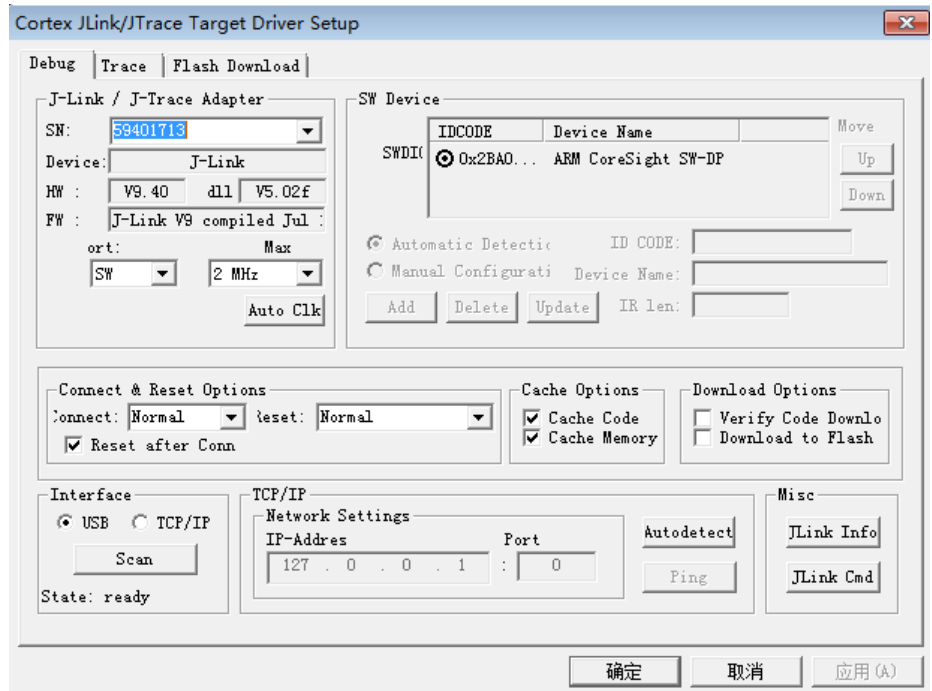 Cortex JLink/JTrace Target Driver Setup
Debug Trace Flash Download
J-Link / J-Trace Adapter
SN: 59401713
Device: J-Link
HW : V9.40 dll V5.02f
FW : J-Link V9 compiled Jul
ort: Max
SW 2 MHz
Auto Clk
SW Device
IDCODE Device Name
SWDI
0x2BA0... ARM CoreSight SW-DP
Move
Up
Down
Automatic Detectic ID CODE:
Manual Configurati Device Name:
Add Delete Update IR len:
Connect & Reset Options
onnect: Normal eset: Normal
Reset after Conn
Cache Options
Cache Code
Cache Memory
Download Options
Verify Code Downlo
Download to Flash
Interface
USB TCP/IP
Scan
State: ready
TCP/IP
Network Settings
IP-Addres Port
127 . 0 . 0 . 1 : 0
Autodetect
Ping
Misc
JLink Info
JLink Cmd
确定 取消 应用(A)